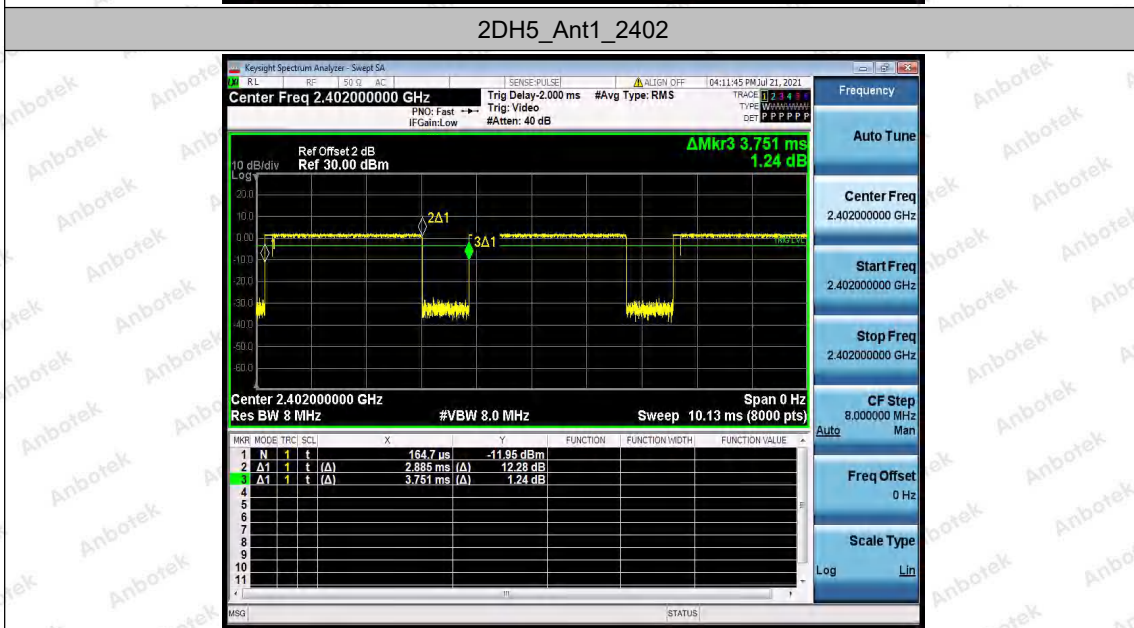 2DH5_Ant1_2402
Keysight Spectrum Analyzer - Swept SA
RL RF 50 Ω AC SENSE:PULSE ALIGN OFF 04:11:45 PM Jul 21, 2021
Center Freq 2.402000000 GHz
PNO: Fast
IFGain:Low
Trig Delay-2.000 ms
Trig: Video
#Atten: 40 dB
#Avg Type: RMS
TRACE 1 2 3 4 5 6
TYPE
DET P P P P P P
Frequency
Auto Tune
Center Freq
2.402000000 GHz
Start Freq
2.402000000 GHz
Stop Freq
2.402000000 GHz
CF Step
8.000000 MHz
Auto Man
Freq Offset
0 Hz
Scale Type
Log Lin
ΔMkr3 3.751 ms
1.24 dB
Ref Offset 2 dB
10 dB/div Ref 30.00 dBm
Log
20.0
10.0
0.00
-10.0
-20.0
-30.0
-40.0
-50.0
-60.0
2Δ1
3Δ1
TRIG LVL
Center 2.402000000 GHz Span 0 Hz
Res BW 8 MHz #VBW 8.0 MHz Sweep 10.13 ms (8000 pts)
MKR MODE TRC SCL X Y FUNCTION FUNCTION WIDTH FUNCTION VALUE
1 N 1 t 164.7 µs -11.95 dBm
2 Δ1 1 t (Δ) 2.885 ms (Δ) 12.28 dB
3 Δ1 1 t (Δ) 3.751 ms (Δ) 1.24 dB
4
5
6
7
8
9
10
11
MSG STATUS
Anbotek